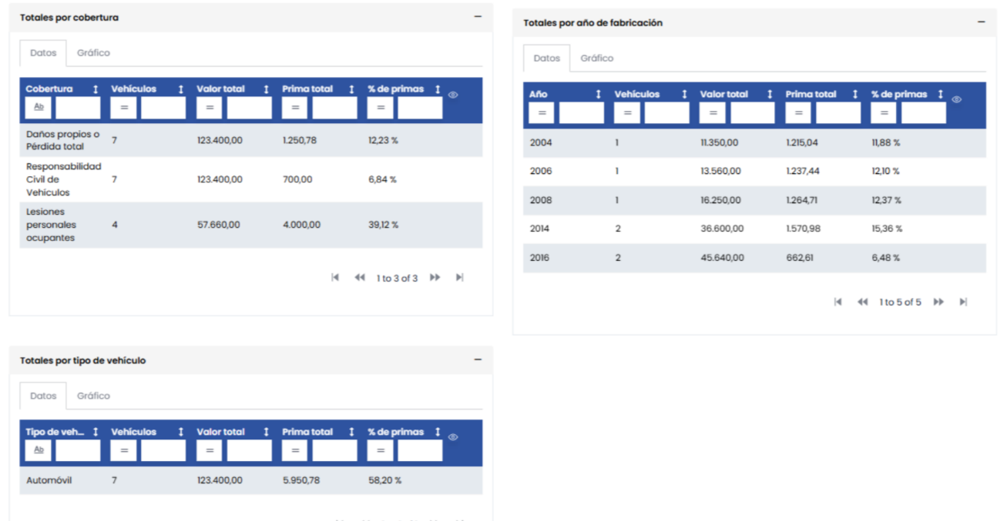 Totales por cobertura
Datos Gráfico
Cobertura Vehículos Valor total Prima total % de primas
Ab = = = =
Daños propios o
Pérdida total 7 123.400,00 1.250,78 12,23 %
Responsabilidad
Civil de
Vehículos 7 123.400,00 700,00 6,84 %
Lesiones
personales
ocupantes 4 57.660,00 4.000,00 39,12 %
1 to 3 of 3
Totales por año de fabricación
Datos Gráfico
Año Vehículos Valor total Prima total % de primas
= = = = =
2004 1 11.350,00 1.215,04 11,88 %
2006 1 13.560,00 1.237,44 12,10 %
2008 1 16.250,00 1.264,71 12,37 %
2014 2 36.600,00 1.570,98 15,36 %
2016 2 45.640,00 662,61 6,48 %
1 to 5 of 5
Totales por tipo de vehículo
Datos Gráfico
Tipo de veh... Vehículos Valor total Prima total % de primas
Ab = = = =
Automóvil 7 123.400,00 5.950,78 58,20 %